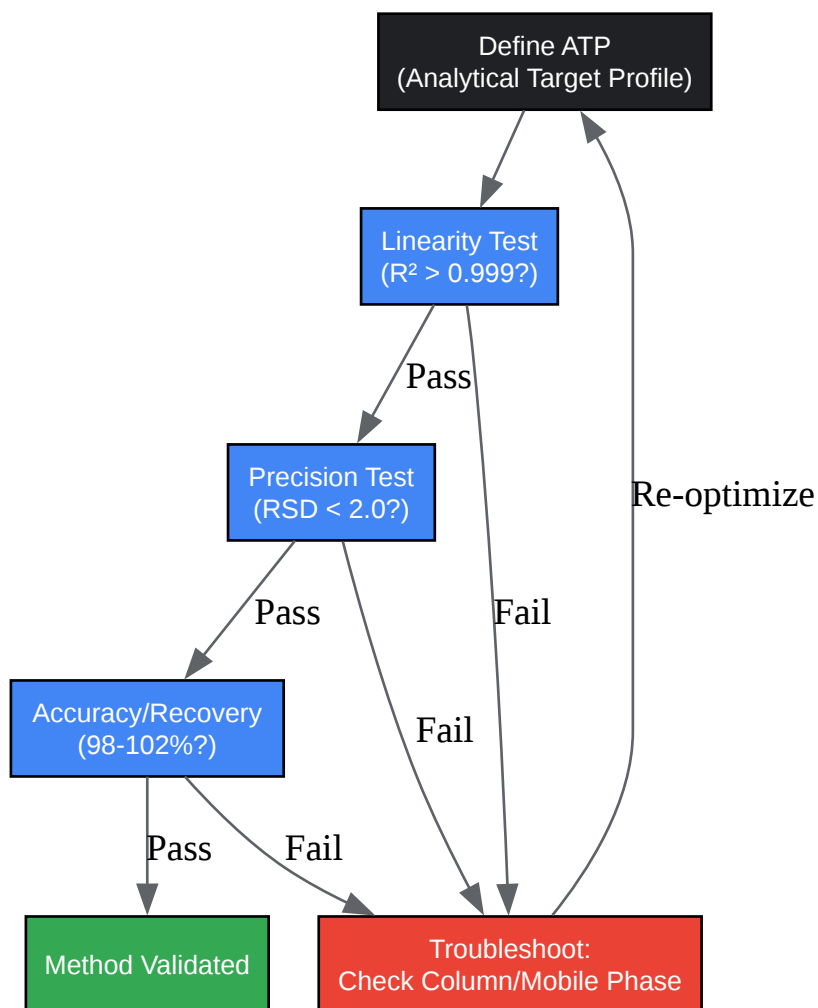 Define ATP
(Analytical Target Profile)
Linearity Test
(R² > 0.999?)
Pass
Precision Test
(RSD < 2.0?)
Re-optimize
Pass
Fail
Accuracy/Recovery
(98-102%?)
Fail
Pass
Fail
Method Validated
Troubleshoot:
Check Column/Mobile Phase